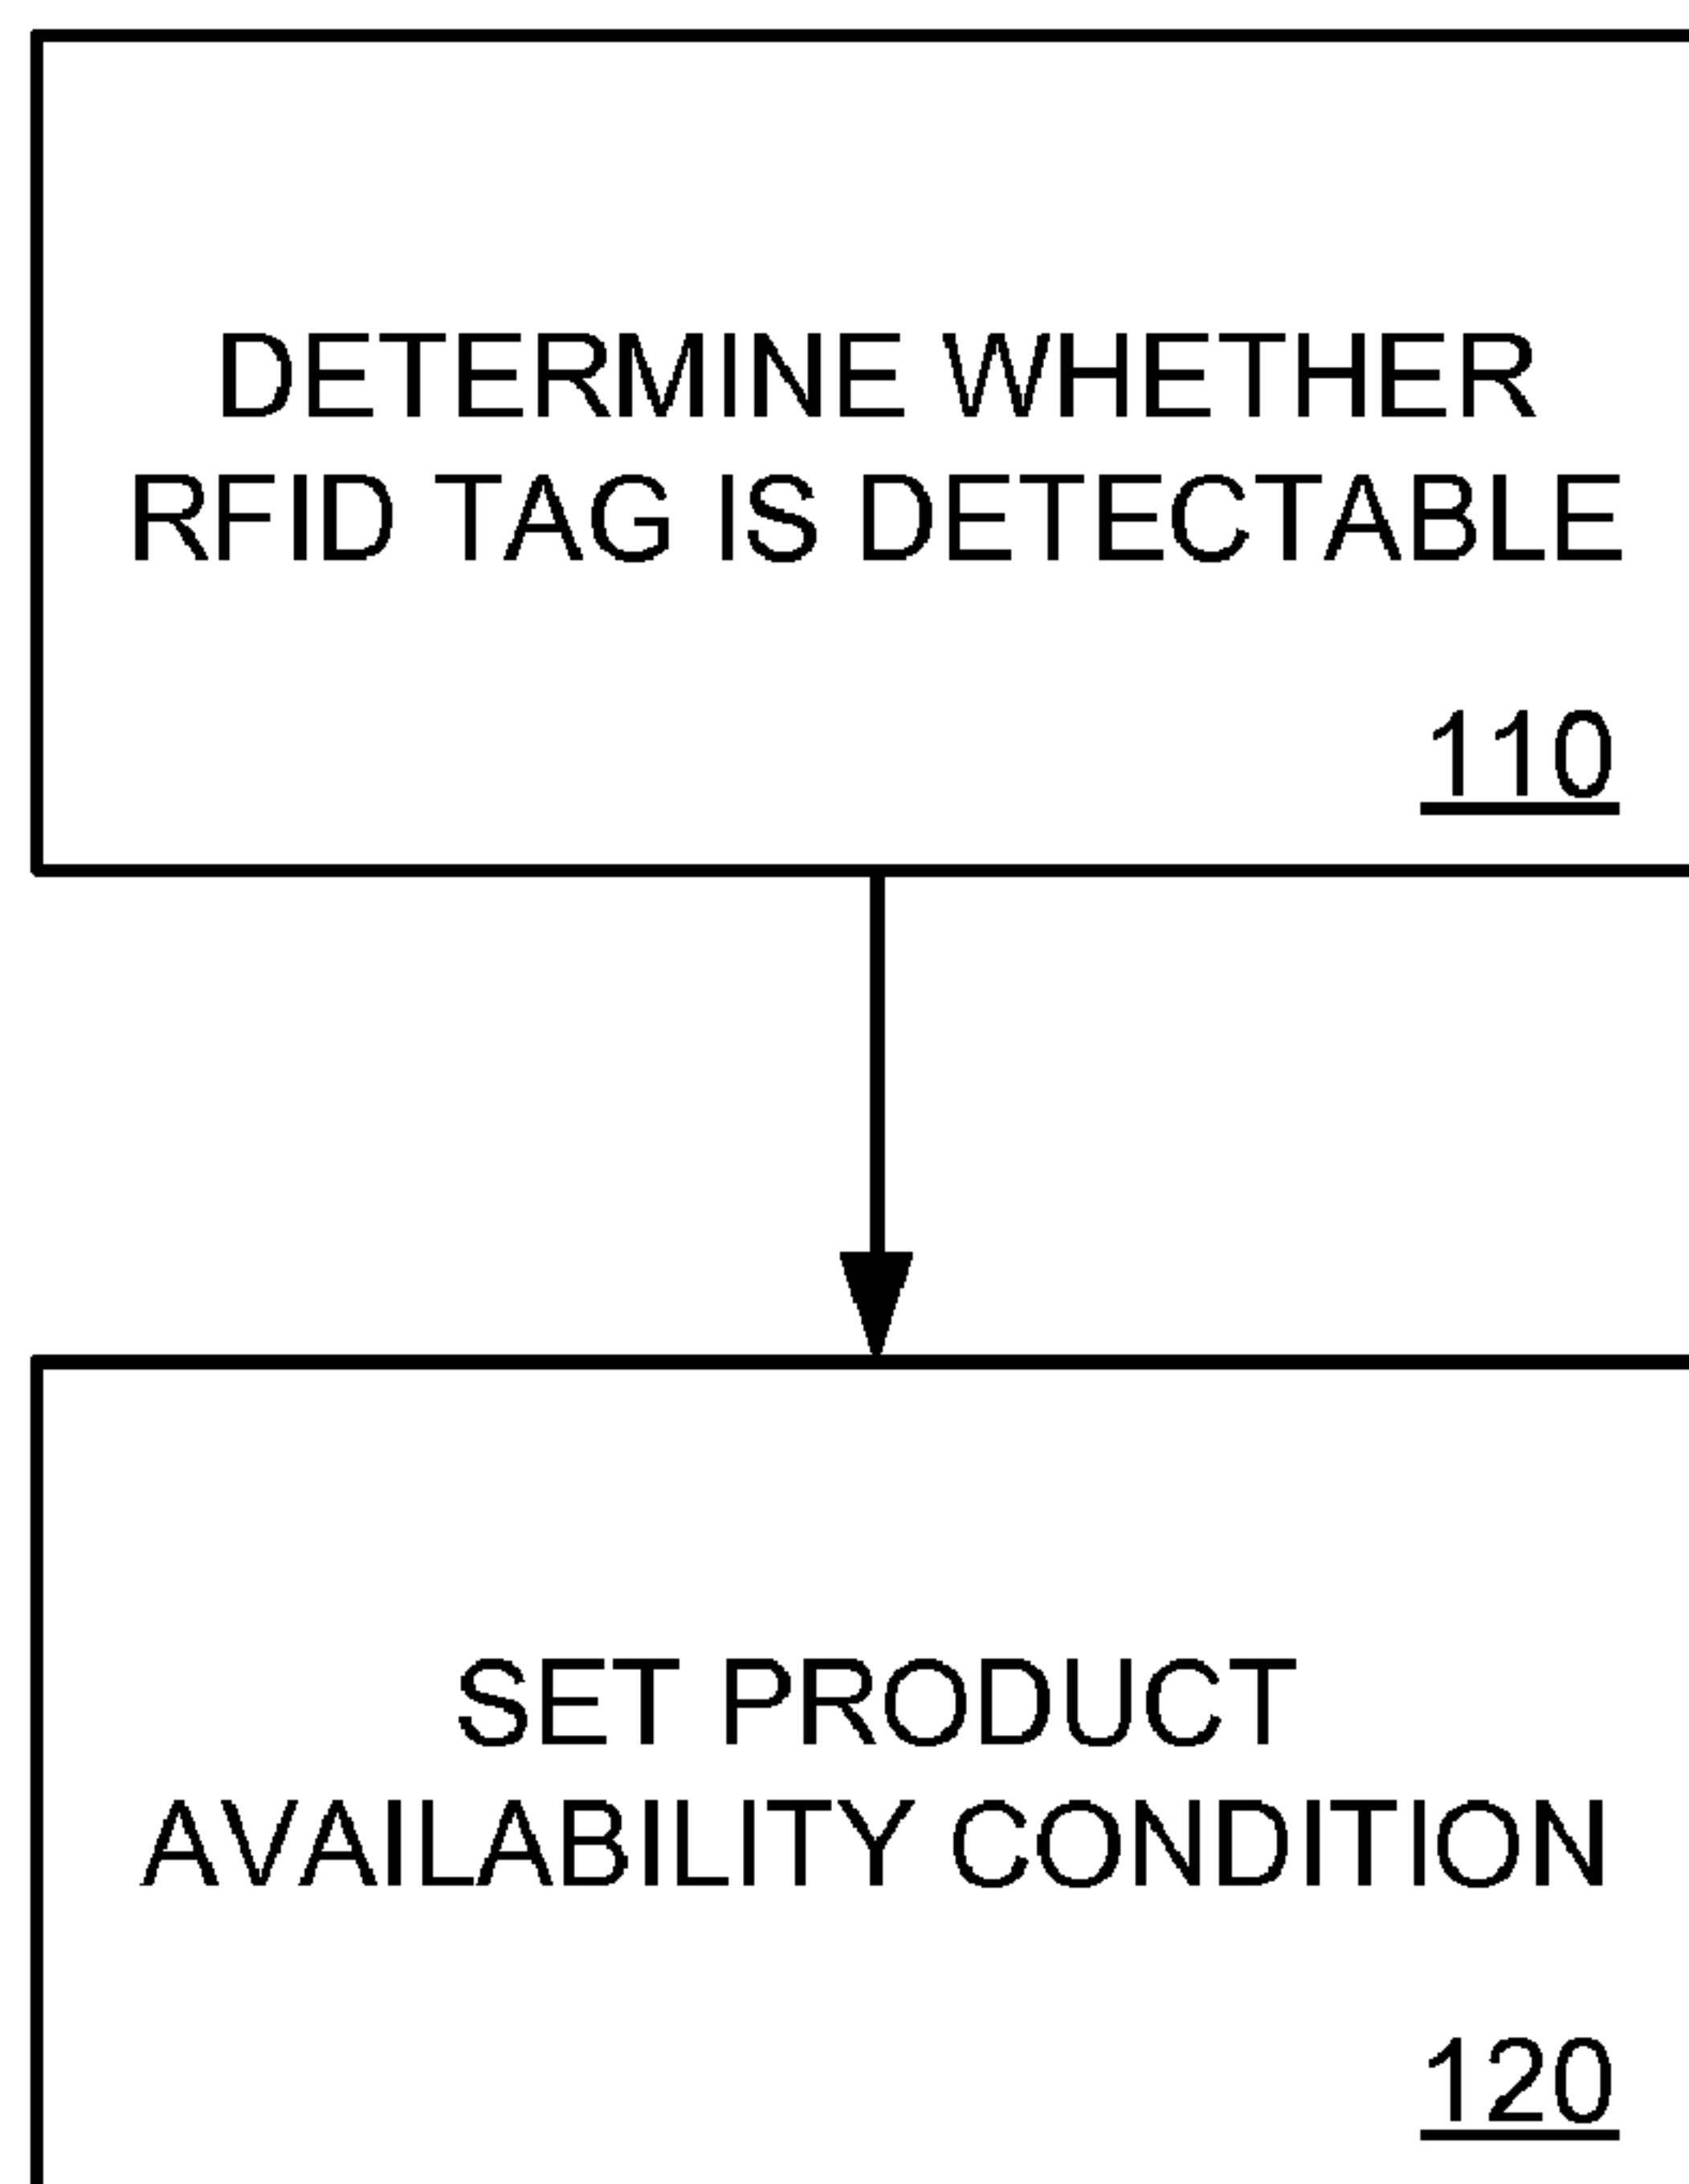 DETERMINE WHETHER
RFID TAG IS DETECTABLE
110
SET PRODUCT
AVAILABILITY CONDITION
120